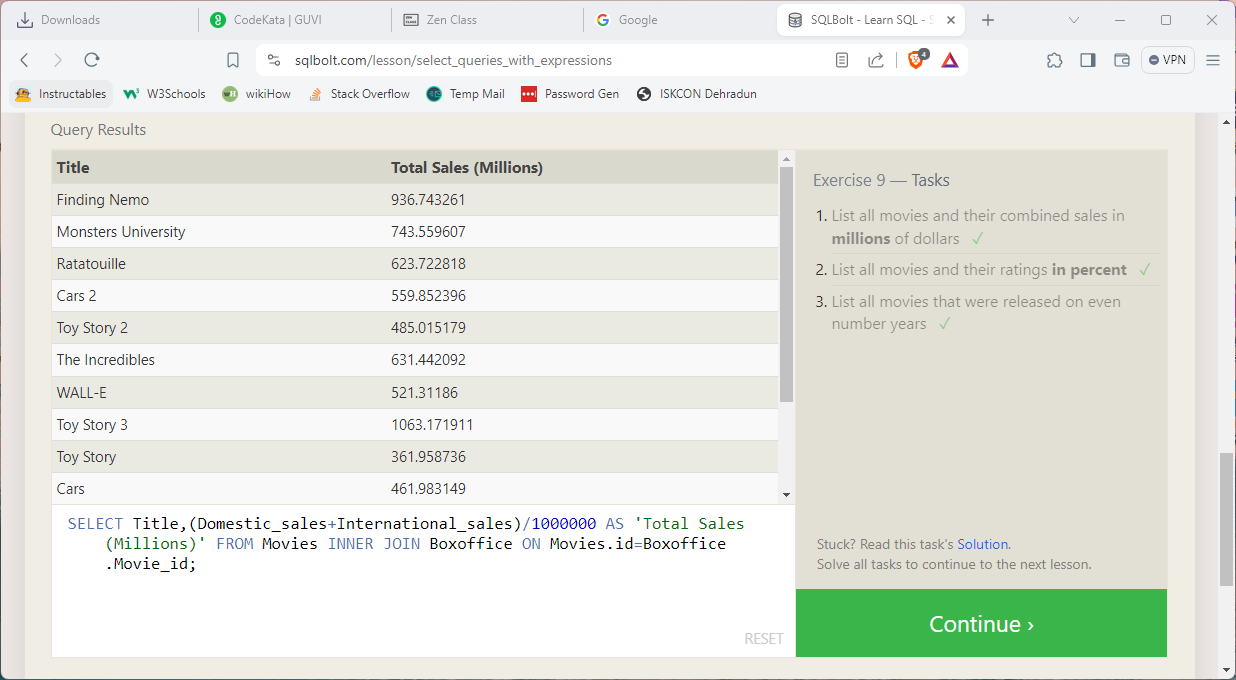 Downloads
CodeKata | GUVI
Zen Class
Google
SQLBolt - Learn SQL - S
sqlbolt.com/lesson/select_queries_with_expressions
4
VPN
Instructables
W3Schools
wikiHow
Stack Overflow
Temp Mail
Password Gen
ISKCON Dehradun
Query Results
Title Total Sales (Millions)
Finding Nemo 936.743261
Monsters University 743.559607
Ratatouille 623.722818
Cars 2 559.852396
Toy Story 2 485.015179
The Incredibles 631.442092
WALL-E 521.31186
Toy Story 3 1063.171911
Toy Story 361.958736
Cars 461.983149
SELECT Title,(Domestic_sales+International_sales)/1000000 AS 'Total Sales
(Millions)' FROM Movies INNER JOIN Boxoffice ON Movies.id=Boxoffice
.Movie_id;
RESET
Exercise 9 — Tasks
1. List all movies and their combined sales in
millions of dollars ✓
2. List all movies and their ratings in percent ✓
3. List all movies that were released on even
number years ✓
Stuck? Read this task's Solution.
Solve all tasks to continue to the next lesson.
Continue ›